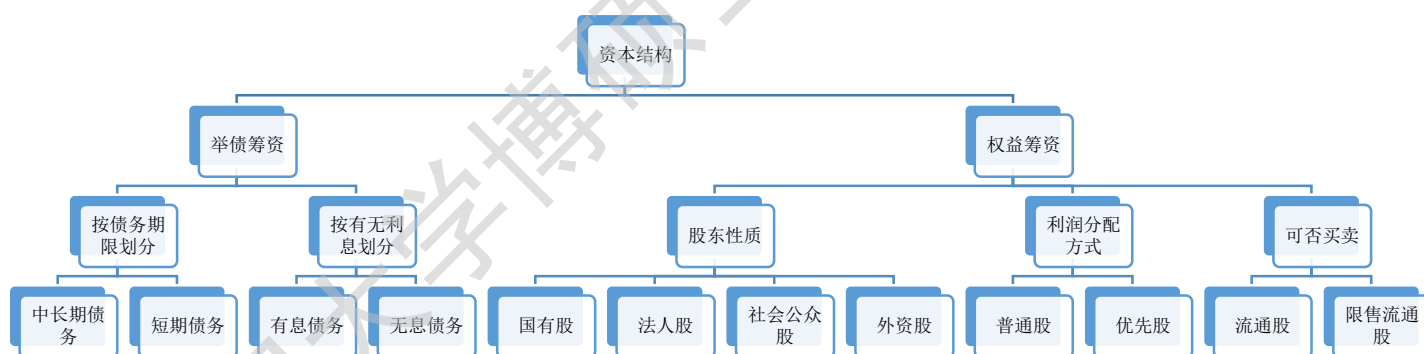 资本结构
举债筹资
权益筹资
按债务期
限划分
按有无利
息划分
股东性质
利润分配
方式
可否买卖
中长期债
务
短期债务
有息债务
无息债务
国有股
法人股
社会公众
股
外资股
普通股
优先股
流通股
限售流通
股
大学博硕